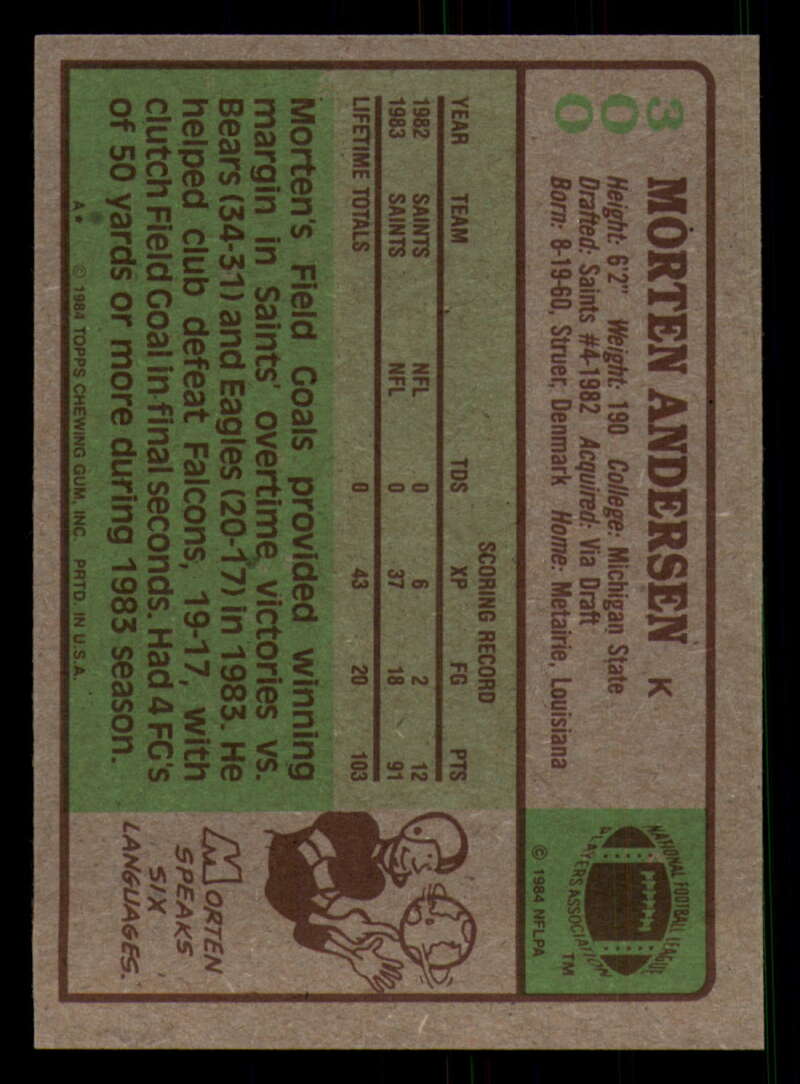 300
MORTEN ANDERSEN K
Height: 6'2" Weight: 190 College: Michigan State
Drafted: Saints #4-1982 Acquired: Via Draft
Born: 8-19-60, Struer, Denmark Home: Metairie, Louisiana
NATIONAL FOOTBALL LEAGUE
PLAYERS ASSOCIATION
TM
© 1984 NFLPA
SCORING RECORD
YEAR TEAM TDS XP FG PTS
1982 SAINTS NFL 0 6 2 12
1983 SAINTS NFL 0 37 18 91
LIFETIME TOTALS 0 43 20 103
Morten's Field Goals provided winning
margin in Saints' overtime victories vs.
Bears (34-31) and Eagles (20-17) in 1983. He
helped club defeat Falcons, 19-17, with
clutch Field Goal in final seconds. Had 4 FG's
of 50 yards or more during 1983 season.
A* © 1984 TOPPS CHEWING GUM, INC. PRTD. IN U.S.A.
MORTEN
SPEAKS
SIX
LANGUAGES.